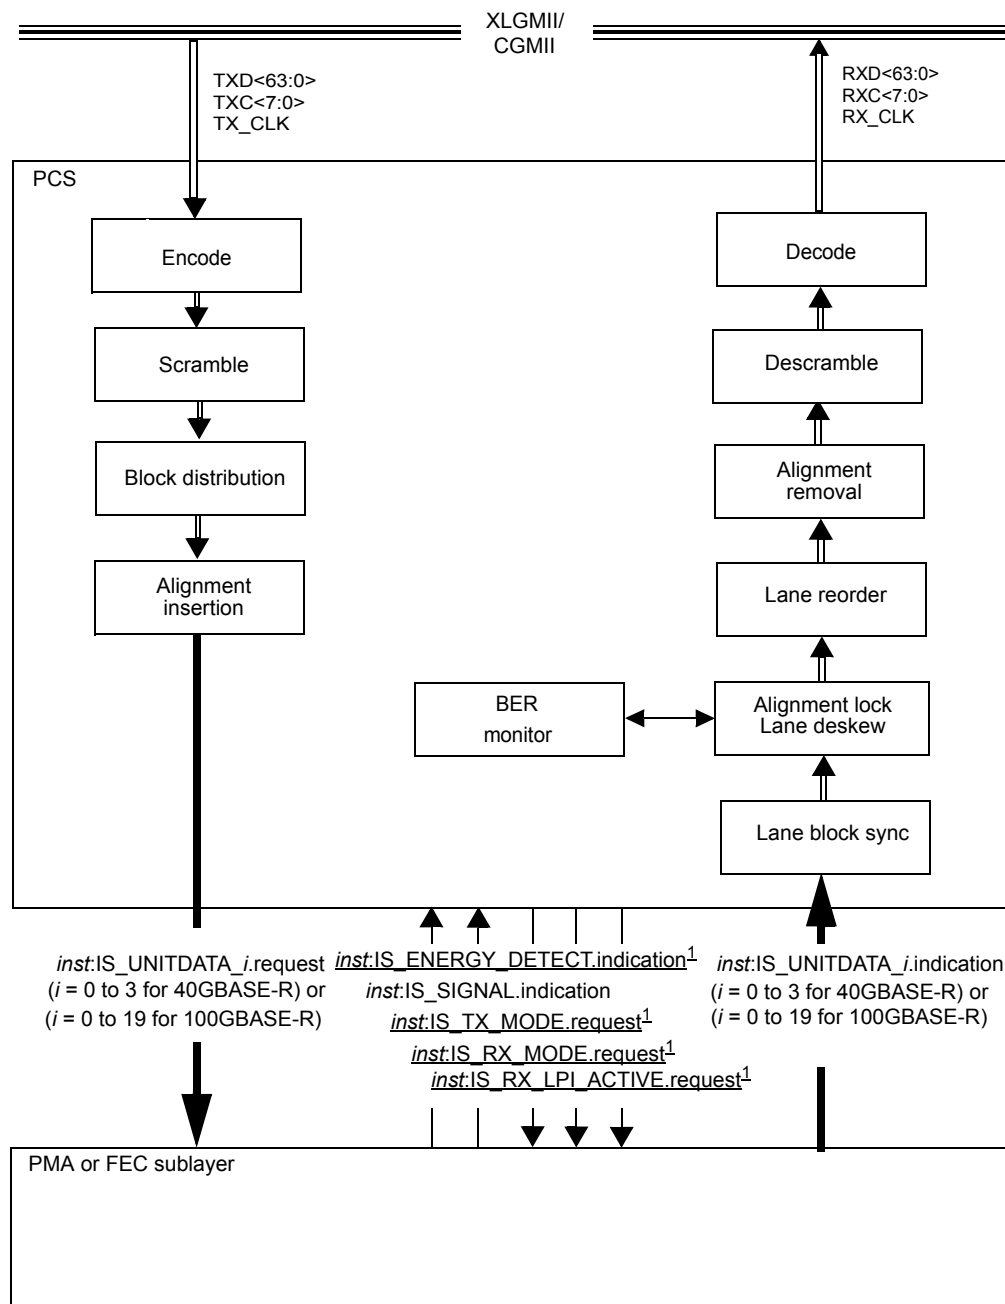 XLGMII/
CGMII
TXD<63:0>
TXC<7:0>
TX_CLK
RXD<63:0>
RXC<7:0>
RX_CLK
PCS
Encode
Scramble
Block distribution
Alignment
insertion
Decode
Descramble
Alignment
removal
Lane reorder
Alignment lock
Lane deskew
BER
monitor
Lane block sync
inst:IS_UNITDATA_i.request
(i = 0 to 3 for 40GBASE-R) or
(i = 0 to 19 for 100GBASE-R)
inst:IS_ENERGY_DETECT.indication1
inst:IS_SIGNAL.indication
inst:IS_TX_MODE.request1
inst:IS_RX_MODE.request1
inst:IS_RX_LPI_ACTIVE.request1
inst:IS_UNITDATA_i.indication
(i = 0 to 3 for 40GBASE-R) or
(i = 0 to 19 for 100GBASE-R)
PMA or FEC sublayer